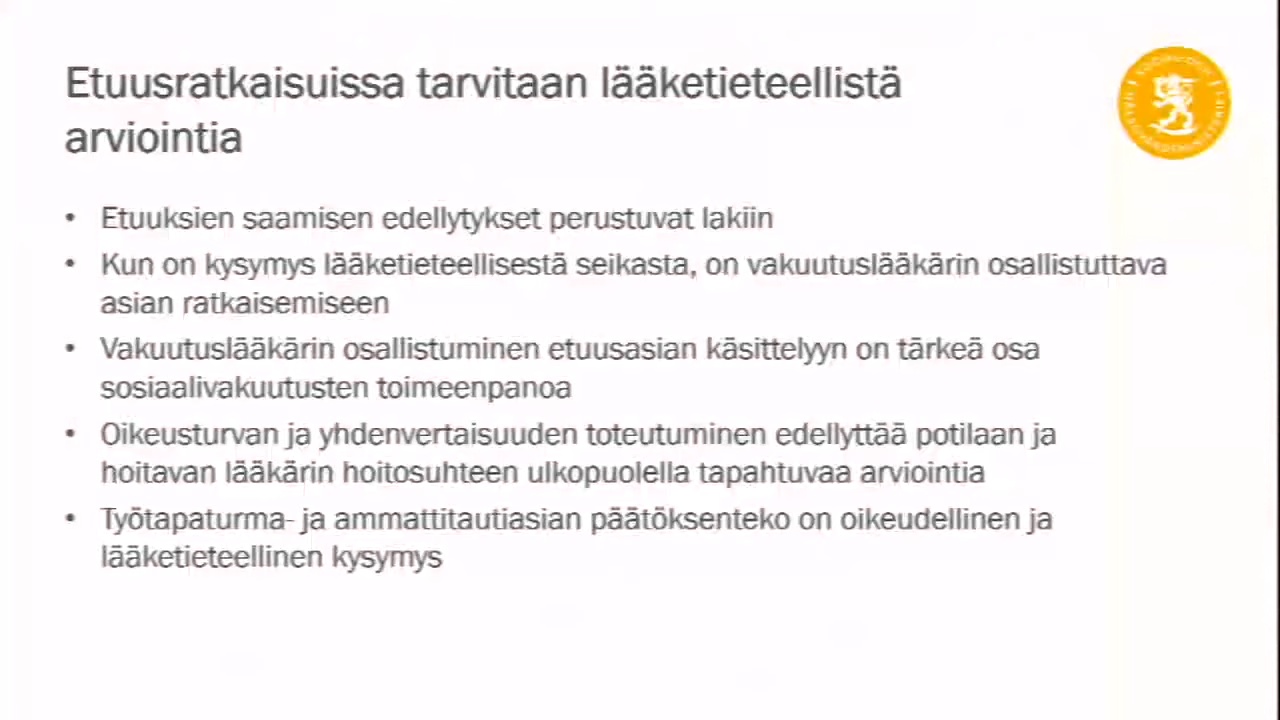 Etuusratkaisuissa tarvitaan lääketieteellistä
arviointia
• Etuuksien saamisen edellytykset perustuvat lakiin
• Kun on kysymys lääketieteellisestä seikasta, on vakuutuslääkärin osallistuttava
asian ratkaisemiseen
• Vakuutuslääkärin osallistuminen etuusasian käsittelyyn on tärkeä osa
sosiaalivakuutusten toimeenpanoa
• Oikeusturvan ja yhdenvertaisuuden toteutuminen edellyttää potilaan ja
hoitavan lääkärin hoitosuhteen ulkopuolella tapahtuvaa arviointia
• Työtapaturma- ja ammattitautiasian päätöksenteko on oikeudellinen ja
lääketieteellinen kysymys